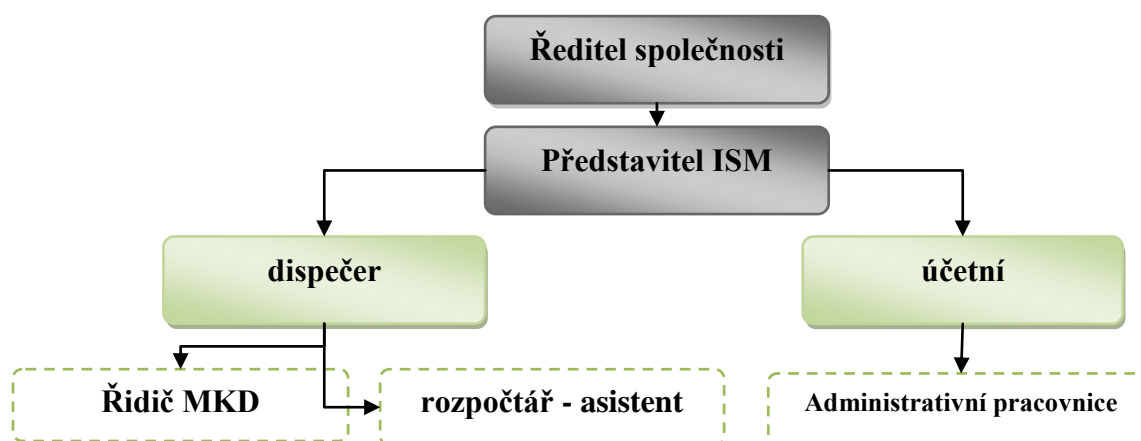 Ředitel společnosti
Představitel ISM
dispečer
účetní
Řidič MKD
rozpočtář - asistent
Administrativní pracovnice